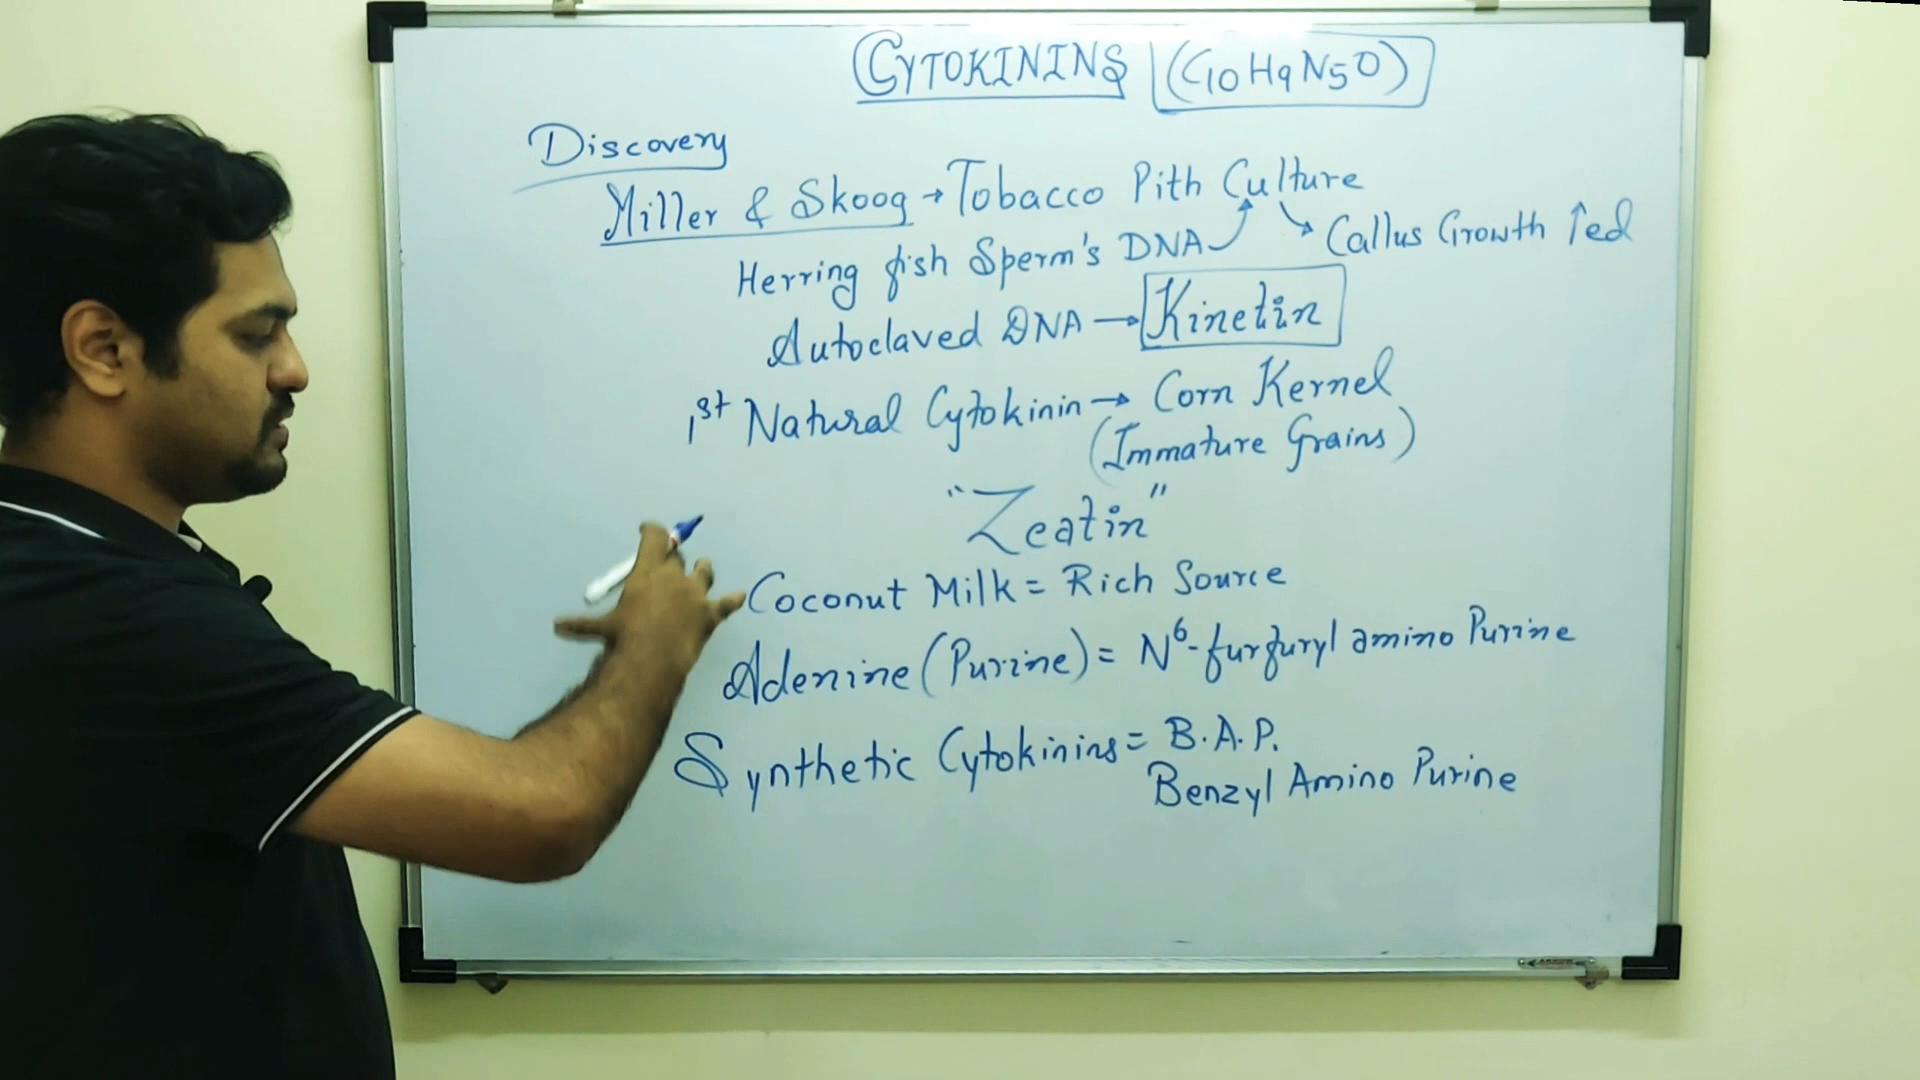 CYTOKININS (C10H9N5O)
Discovery
Miller & Skoog → Tobacco Pith Culture
Herring fish Sperm's DNA → Callus Growth ↑ed
Autoclaved DNA → Kinetin
1st Natural Cytokinin → Corn Kernel
(Immature Grains)
"Zeatin"
Coconut Milk = Rich Source
Adenine (Purine) = N6-furfuryl amino Purine
Synthetic Cytokinins = B.A.P.
Benzyl Amino Purine